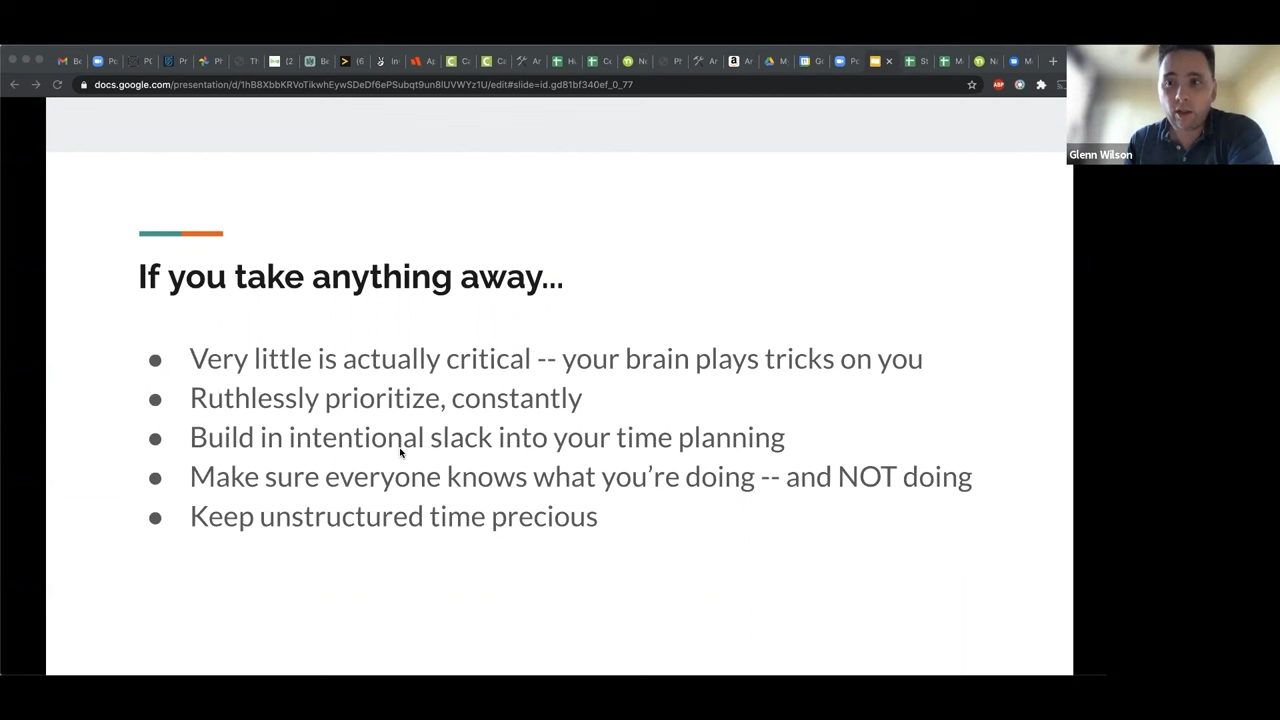 docs.google.com/presentation/d/1hB8XbbKRVoTikwhEywSDeDf6ePSubqt9un8lUVWYz1U/edit#slide=id.gd81bf340ef_0_77
Glenn Wilson
If you take anything away...
● Very little is actually critical -- your brain plays tricks on you
● Ruthlessly prioritize, constantly
● Build in intentional slack into your time planning
● Make sure everyone knows what you’re doing -- and NOT doing
● Keep unstructured time precious